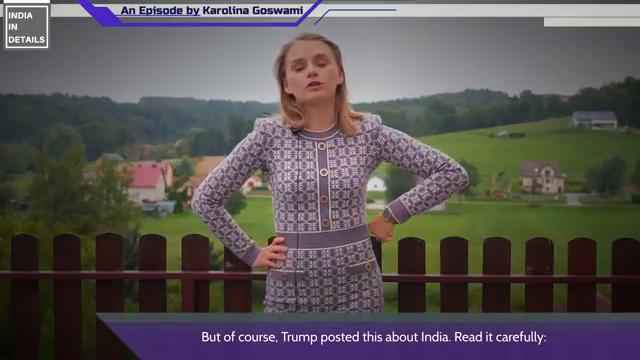 INDIA
IN
DETAILS
An Episode by Karolina Goswami
But of course, Trump posted this about India. Read it carefully: